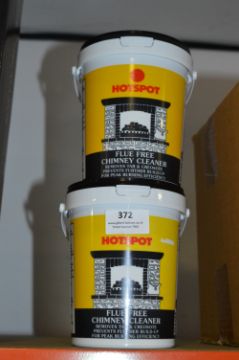 HOTSPOT
FLUE FREE
CHIMNEY CLEANER
REMOVES TAR & CREOSOTE
PREVENTS FURTHER BUILD-UP
FOR PEAK BURNING EFFICIENCY
372
HOTSPOT
FLUE FREE
CHIMNEY CLEANER
REMOVES TAR & CREOSOTE
PREVENTS FURTHER BUILD-UP
FOR PEAK BURNING EFFICIENCY